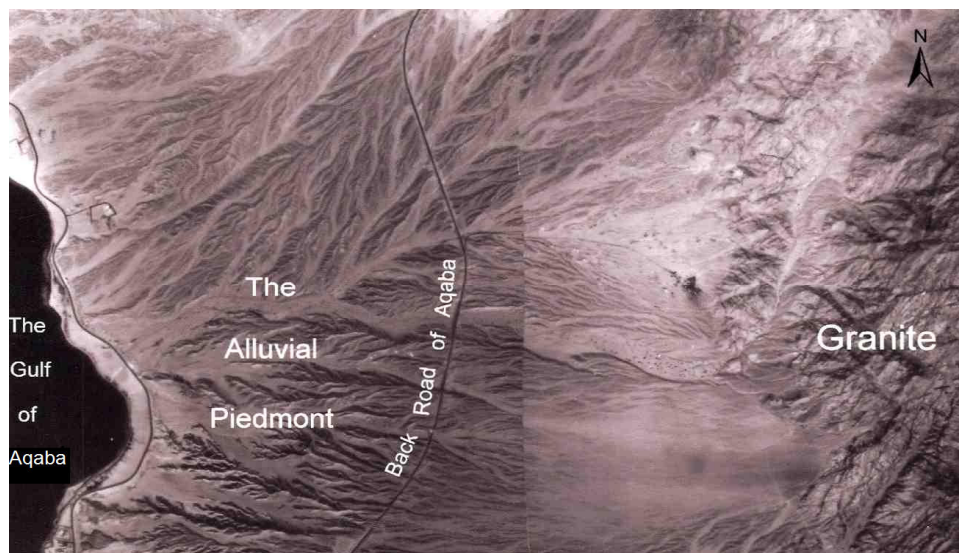 N
The
Alluvial
Piedmont
Back Road of Aqaba
Granite
The
Gulf
of
Aqaba